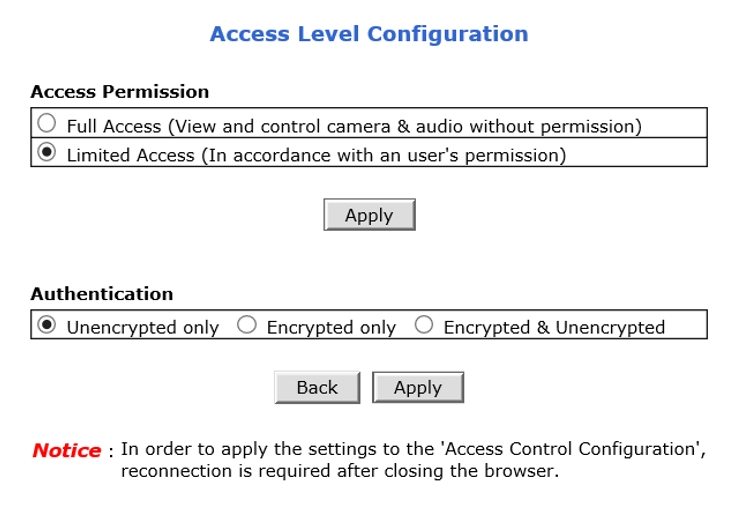 Access Level Configuration
Access Permission
Full Access (View and control camera & audio without permission)
Limited Access (In accordance with an user's permission)
Apply
Authentication
Unencrypted only Encrypted only Encrypted & Unencrypted
Back Apply
Notice : In order to apply the settings to the 'Access Control Configuration',
reconnection is required after closing the browser.